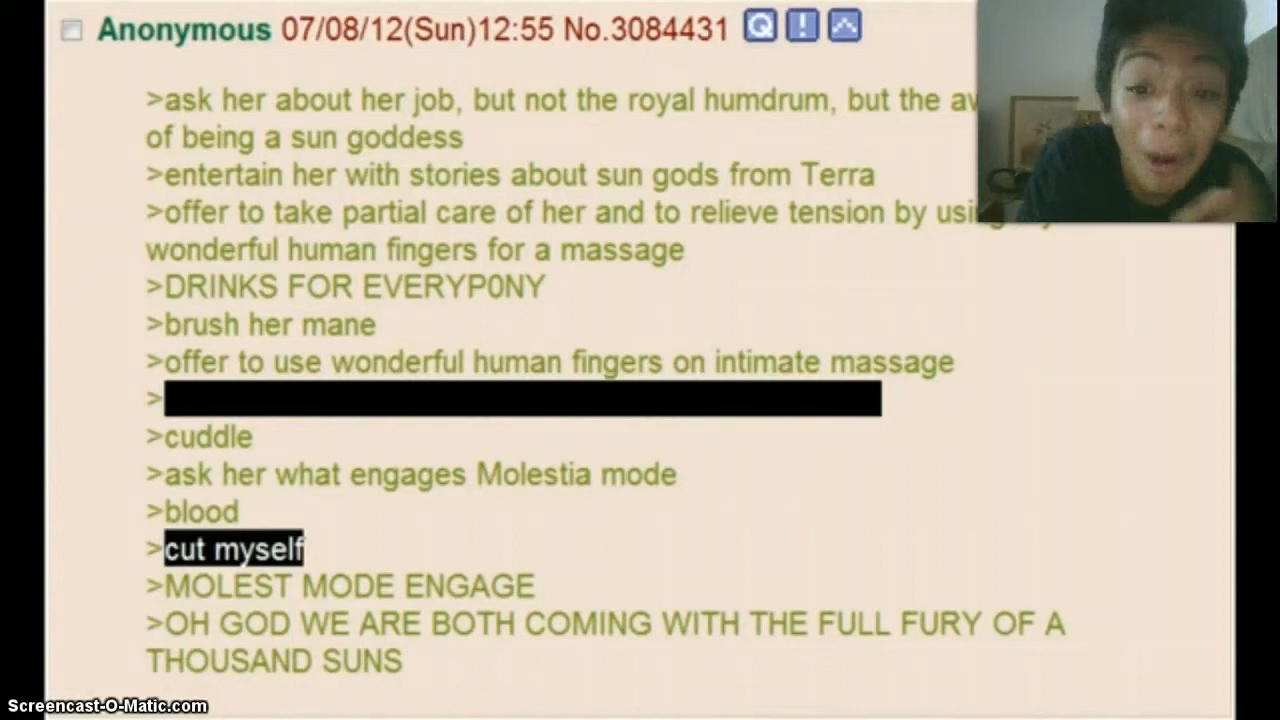 Anonymous 07/08/12(Sun)12:55 No.3084431 Q ! ^
>ask her about her job, but not the royal humdrum, but the
of being a sun goddess
>entertain her with stories about sun gods from Terra
>offer to take partial care of her and to relieve tension by
wonderful human fingers for a massage
>DRINKS FOR EVERYP0NY
>brush her mane
>offer to use wonderful human fingers on intimate massage
>
>cuddle
>ask her what engages Molestia mode
>blood
>cut myself
>MOLEST MODE ENGAGE
>OH GOD WE ARE BOTH COMING WITH THE FULL FURY OF A
THOUSAND SUNS
Screencast-O-Matic.com